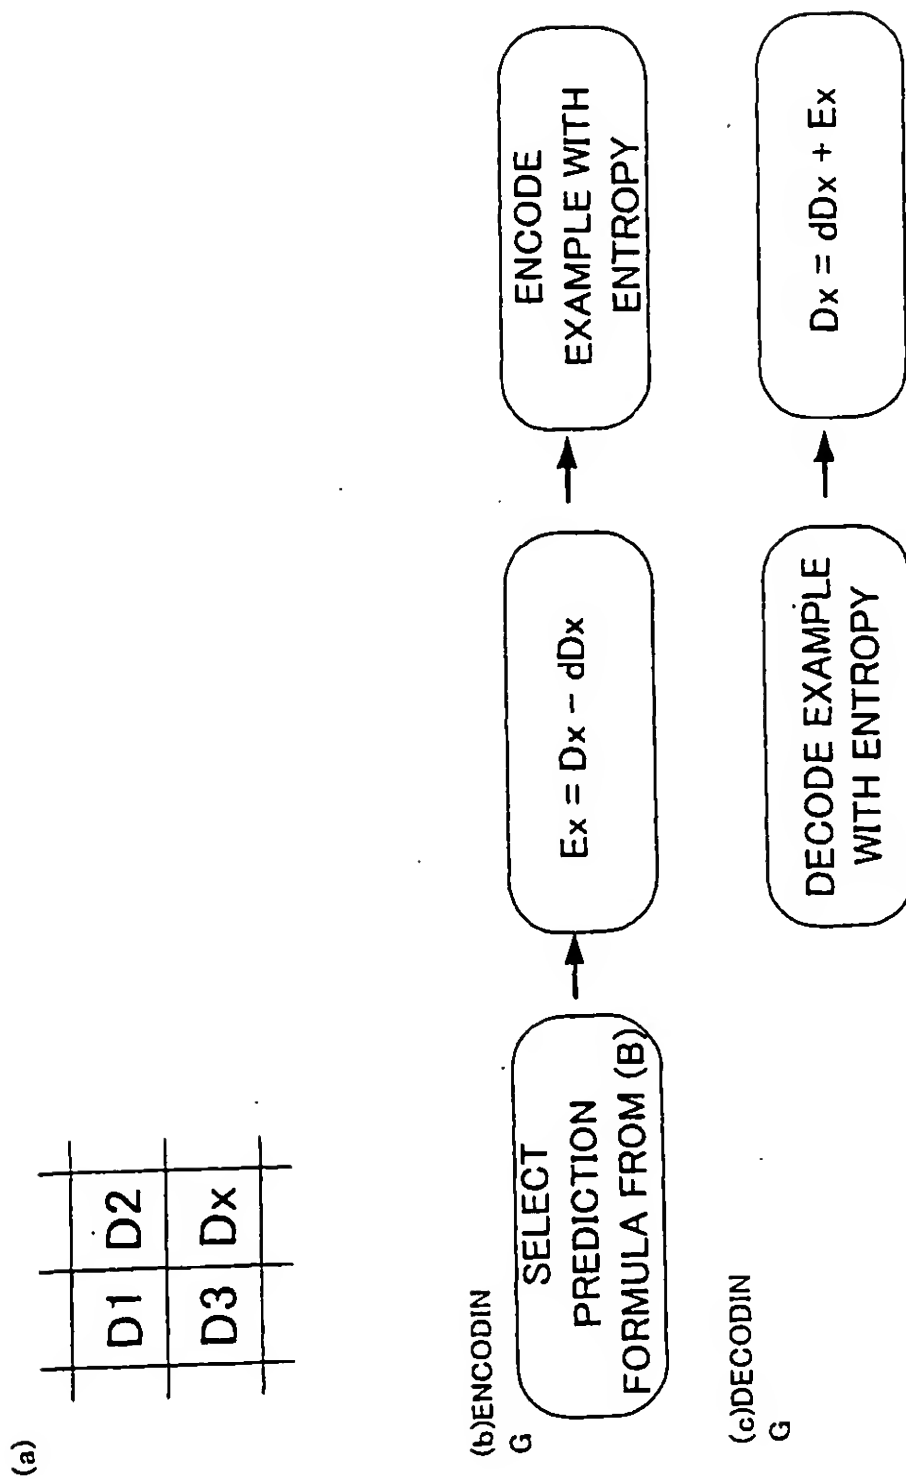 (a)
D1 D2
D3 Dx
(b)ENCODIN
G
SELECT
PREDICTION
FORMULA FROM (B)
Ex = Dx − dDx
ENCODE
EXAMPLE WITH
ENTROPY
(c)DECODIN
G
DECODE EXAMPLE
WITH ENTROPY
Dx = dDx + Ex